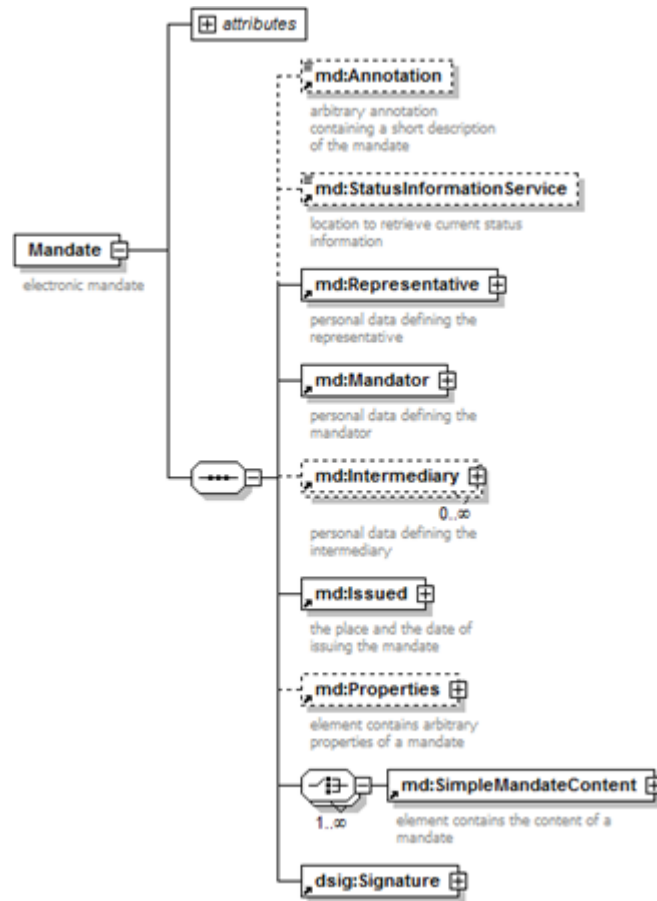 attributes
md:Annotation
arbitrary annotation
containing a short description
of the mandate
md:StatusInformationService
location to retrieve current status
information
Mandate
electronic mandate
md:Representative
personal data defining the
representative
md:Mandator
personal data defining the
mandator
md:Intermediary
0..∞
personal data defining the
intermediary
md:Issued
the place and the date of
issuing the mandate
md:Properties
element contains arbitrary
properties of a mandate
md:SimpleMandateContent
1..∞
element contains the content of a
mandate
dsig:Signature